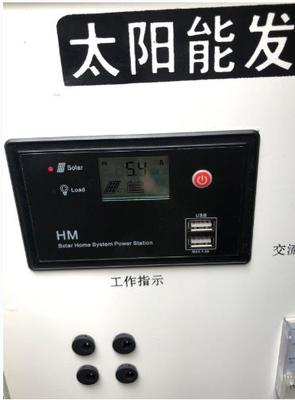 太阳能发
Solar
5.4
Load
HM
Solar Home System Power Station
USB
交流
工作指示